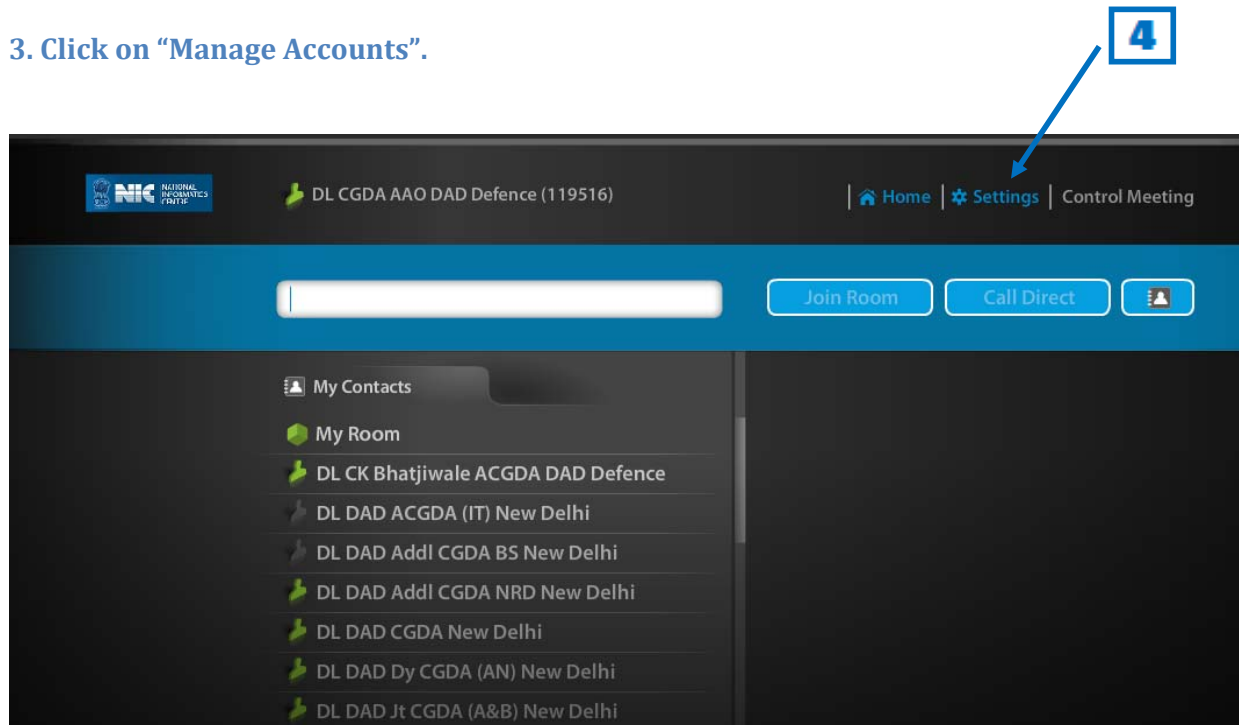 4
3. Click on “Manage Accounts”.
NIC NATIONAL INFORMATICS CENTRE
DL CGDA AAO DAD Defence (119516)
Home
Settings
Control Meeting
Join Room
Call Direct
My Contacts
My Room
DL CK Bhatjiwale ACGDA DAD Defence
DL DAD ACGDA (IT) New Delhi
DL DAD Addl CGDA BS New Delhi
DL DAD Addl CGDA NRD New Delhi
DL DAD CGDA New Delhi
DL DAD Dy CGDA (AN) New Delhi
DL DAD Jt CGDA (A&B) New Delhi